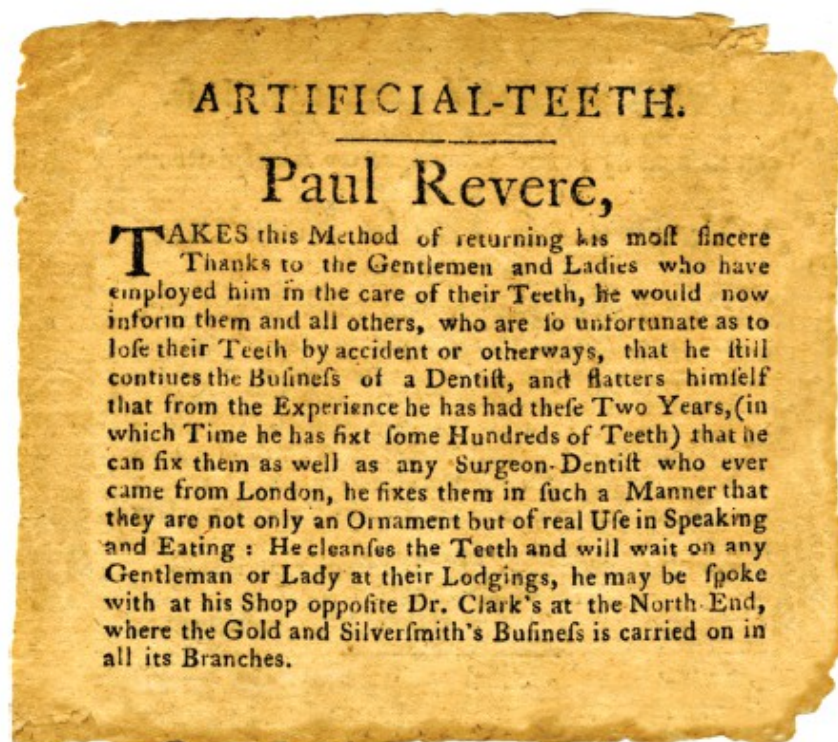 ARTIFICIAL-TEETH.
Paul Revere,
TAKES this Method of returning his moſt ſincere
Thanks to the Gentlemen and Ladies who have
employed him in the care of their Teeth, he would now
inform them and all others, who are ſo unfortunate as to
loſe their Teeth by accident or otherways, that he ſtill
contiues the Buſineſs of a Dentiſt, and flatters himſelf
that from the Experience he has had theſe Two Years,(in
which Time he has fixt ſome Hundreds of Teeth) that he
can fix them as well as any Surgeon-Dentiſt who ever
came from London, he fixes them in ſuch a Manner that
they are not only an Ornament but of real Uſe in Speaking
and Eating : He cleanſes the Teeth and will wait on any
Gentleman or Lady at their Lodgings, he may be ſpoke
with at his Shop oppoſite Dr. Clark's at the North-End,
where the Gold and Silverſmith's Buſineſs is carried on in
all its Branches.